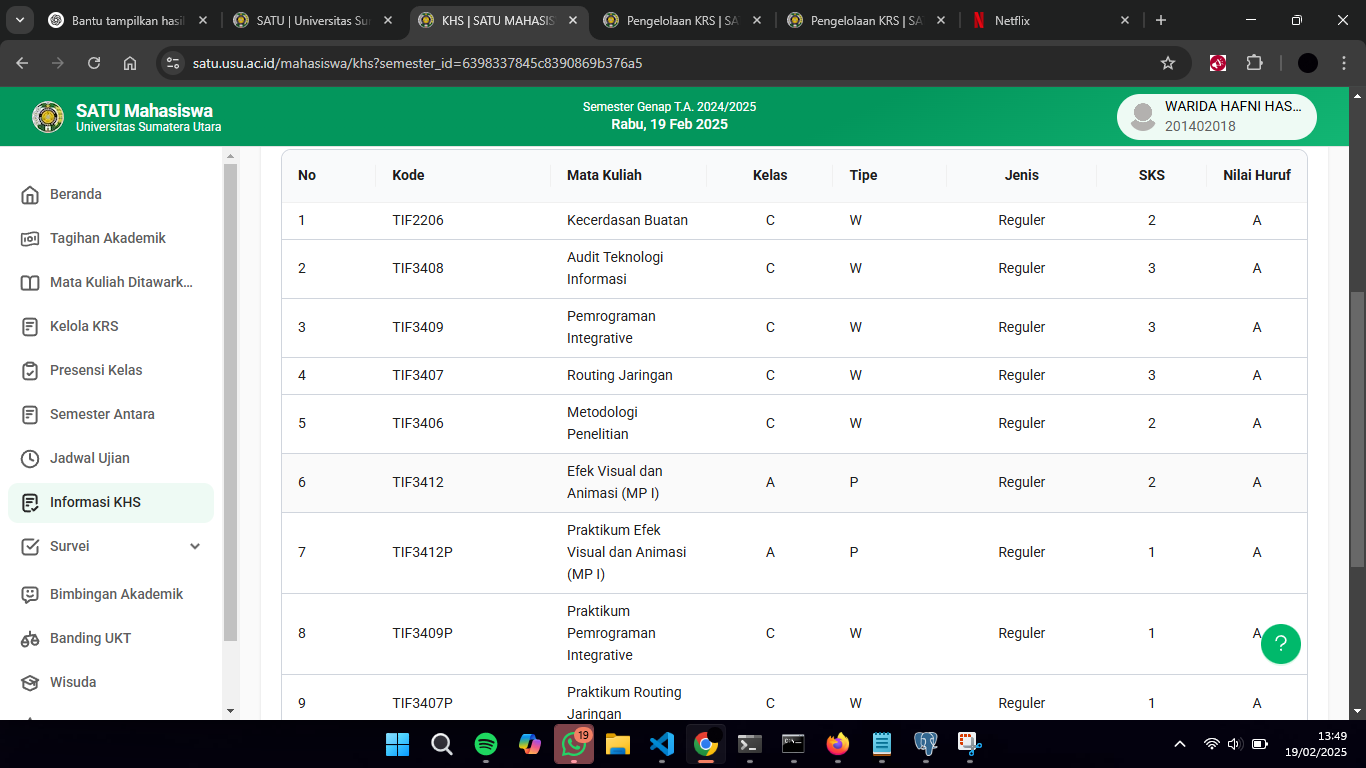 Bantu tampilkan hasil
SATU | Universitas Su
KHS | SATU MAHASIS
Pengelolaan KRS | SA
Pengelolaan KRS | SA
Netflix
satu.usu.ac.id/mahasiswa/khs?semester_id=6398337845c8390869b376a5
SATU Mahasiswa
Universitas Sumatera Utara
Semester Genap T.A. 2024/2025
Rabu, 19 Feb 2025
WARIDA HAFNI HAS...
201402018
Beranda
Tagihan Akademik
Mata Kuliah Ditawark...
Kelola KRS
Presensi Kelas
Semester Antara
Jadwal Ujian
Informasi KHS
Survei
Bimbingan Akademik
Banding UKT
Wisuda
No Kode Mata Kuliah Kelas Tipe Jenis SKS Nilai Huruf
1 TIF2206 Kecerdasan Buatan C W Reguler 2 A
2 TIF3408 Audit Teknologi C W Reguler 3 A
Informasi
3 TIF3409 Pemrograman C W Reguler 3 A
Integrative
4 TIF3407 Routing Jaringan C W Reguler 3 A
5 TIF3406 Metodologi C W Reguler 2 A
Penelitian
6 TIF3412 Efek Visual dan A P Reguler 2 A
Animasi (MP I)
7 TIF3412P Praktikum Efek A P Reguler 1 A
Visual dan Animasi
(MP I)
8 TIF3409P Praktikum C W Reguler 1 A
Pemrograman
Integrative
9 TIF3407P Praktikum Routing C W Reguler 1 A
Jaringan
?
19
13:49
19/02/2025